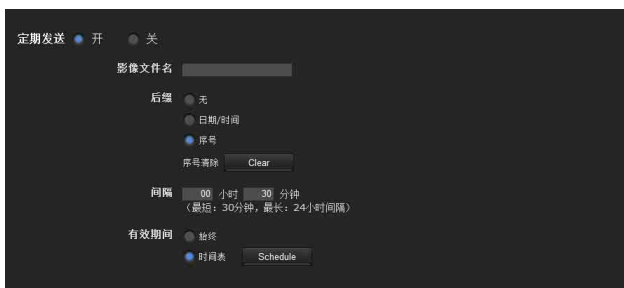 定期发送 开 关
影像文件名
后缀 无
日期/时间
序号
序号清除 Clear
间隔 00 小时 30 分钟
（最短：30分钟，最长：24小时间隔）
有效期间 始终
时间表 Schedule